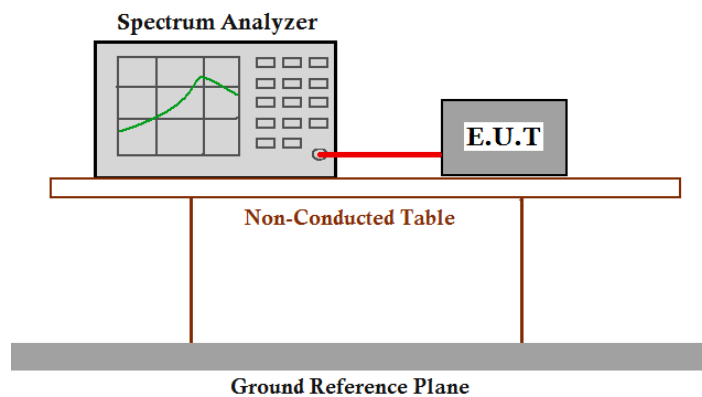 Spectrum Analyzer
E.U.T
Non-Conducted Table
Ground Reference Plane